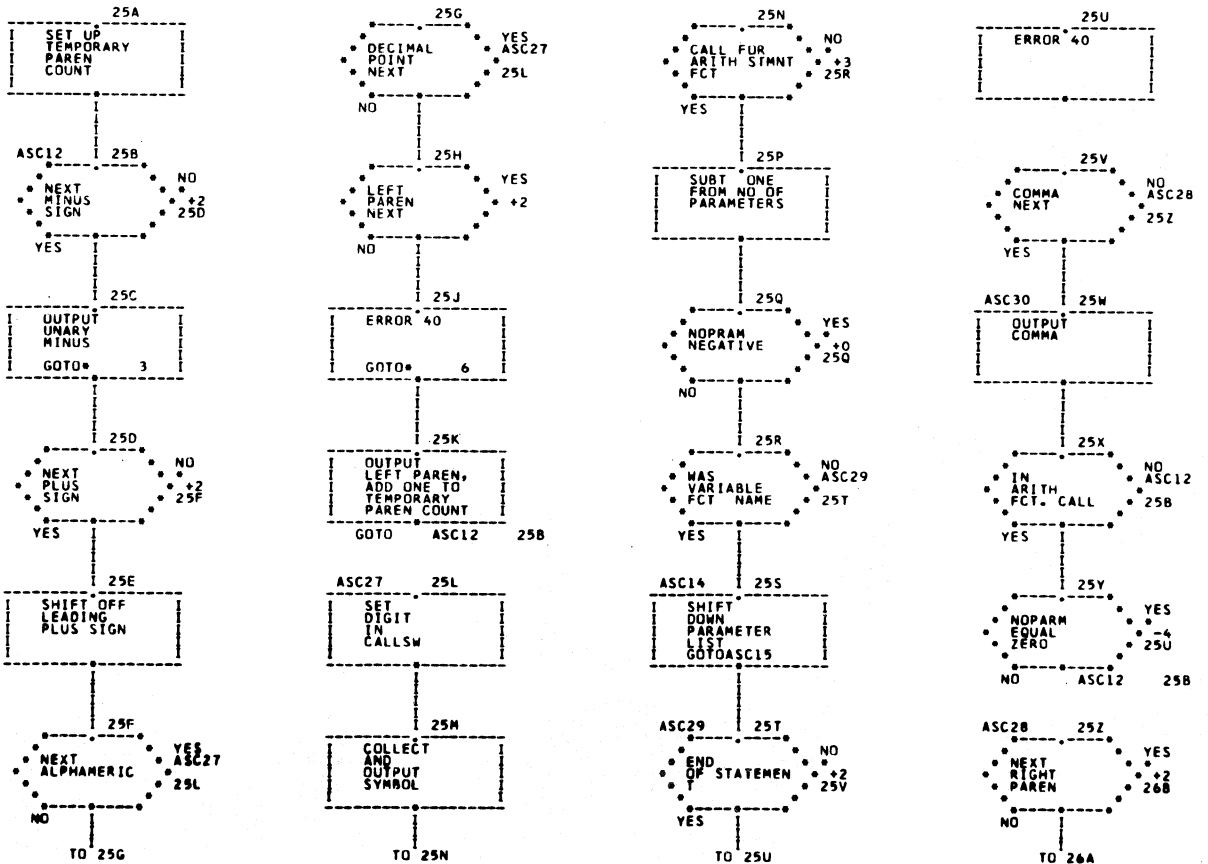 25A
SET UP
TEMPORARY
PAREN
COUNT
ASC12 25B
NEXT
MINUS
SIGN
NO
+2
25D
YES
25C
OUTPUT
UNARY
MINUS
GOTO* 3
25D
NEXT
PLUS
SIGN
NO
+2
25F
YES
25E
SHIFT OFF
LEADING
PLUS SIGN
25F
NEXT
ALPHAMERIC
YES
ASC27
25L
NO
TO 25G
25G
DECIMAL
POINT
NEXT
YES
ASC27
25L
NO
25H
LEFT
PAREN
NEXT
YES
+2
NO
25J
ERROR 40
GOTO* 6
25K
OUTPUT
LEFT PAREN,
ADD ONE TO
TEMPORARY
PAREN COUNT
GOTO ASC12 25B
ASC27 25L
SET
DIGIT
IN
CALLSW
25M
COLLECT
AND
OUTPUT
SYMBOL
TO 25N
25N
CALL FOR
ARITH STMNT
FCT
NO
+3
25R
YES
25P
SUBT ONE
FROM NO OF
PARAMETERS
25Q
NOPRAM
NEGATIVE
YES
+0
25Q
NO
25R
WAS
VARIABLE
FCT NAME
NO
ASC29
25T
YES
ASC14 25S
SHIFT
DOWN
PARAMETER
LIST
GOTOASC15
ASC29 25T
END
OF STATEMEN
T
NO
+2
25V
YES
TO 25U
25U
ERROR 40
25V
COMMA
NEXT
NO
ASC28
25Z
YES
ASC30 25W
OUTPUT
COMMA
25X
IN
ARITH
FCT. CALL
NO
ASC12
25B
YES
25Y
NOPARM
EQUAL
ZERO
YES
-4
25U
NO ASC12 25B
ASC28 25Z
NEXT
RIGHT
PAREN
YES
+2
26B
NO
TO 26A